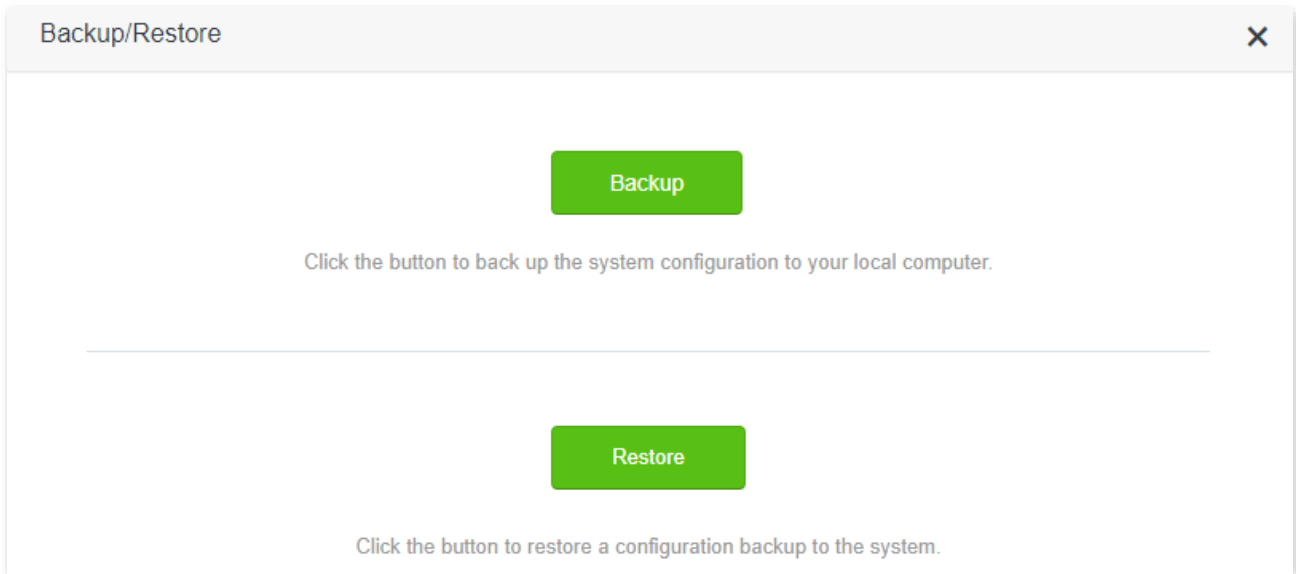 Backup/Restore
Backup
Click the button to back up the system configuration to your local computer.
Restore
Click the button to restore a configuration backup to the system.